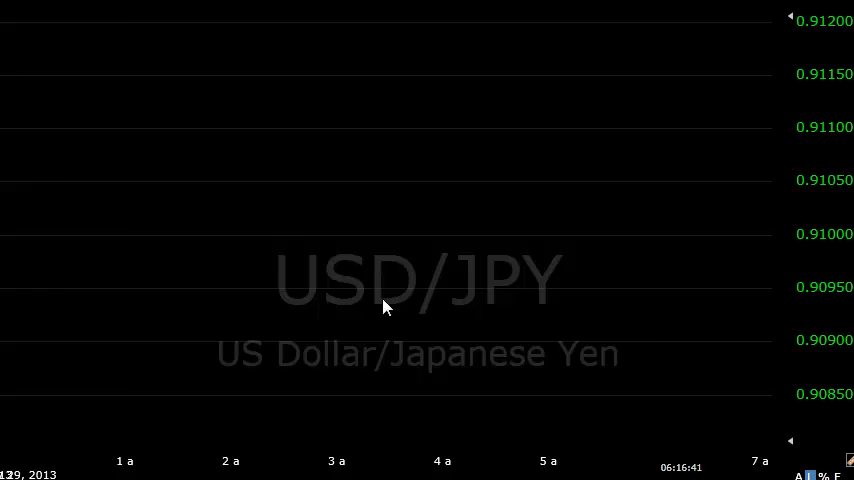 0.91200
0.91150
0.91100
0.91050
0.91000
USD/JPY
0.90950
0.90900
US Dollar/Japanese Yen
0.90850
1 a 2 a 3 a 4 a 5 a 06:16:41 7 a
29, 2013 A L % F